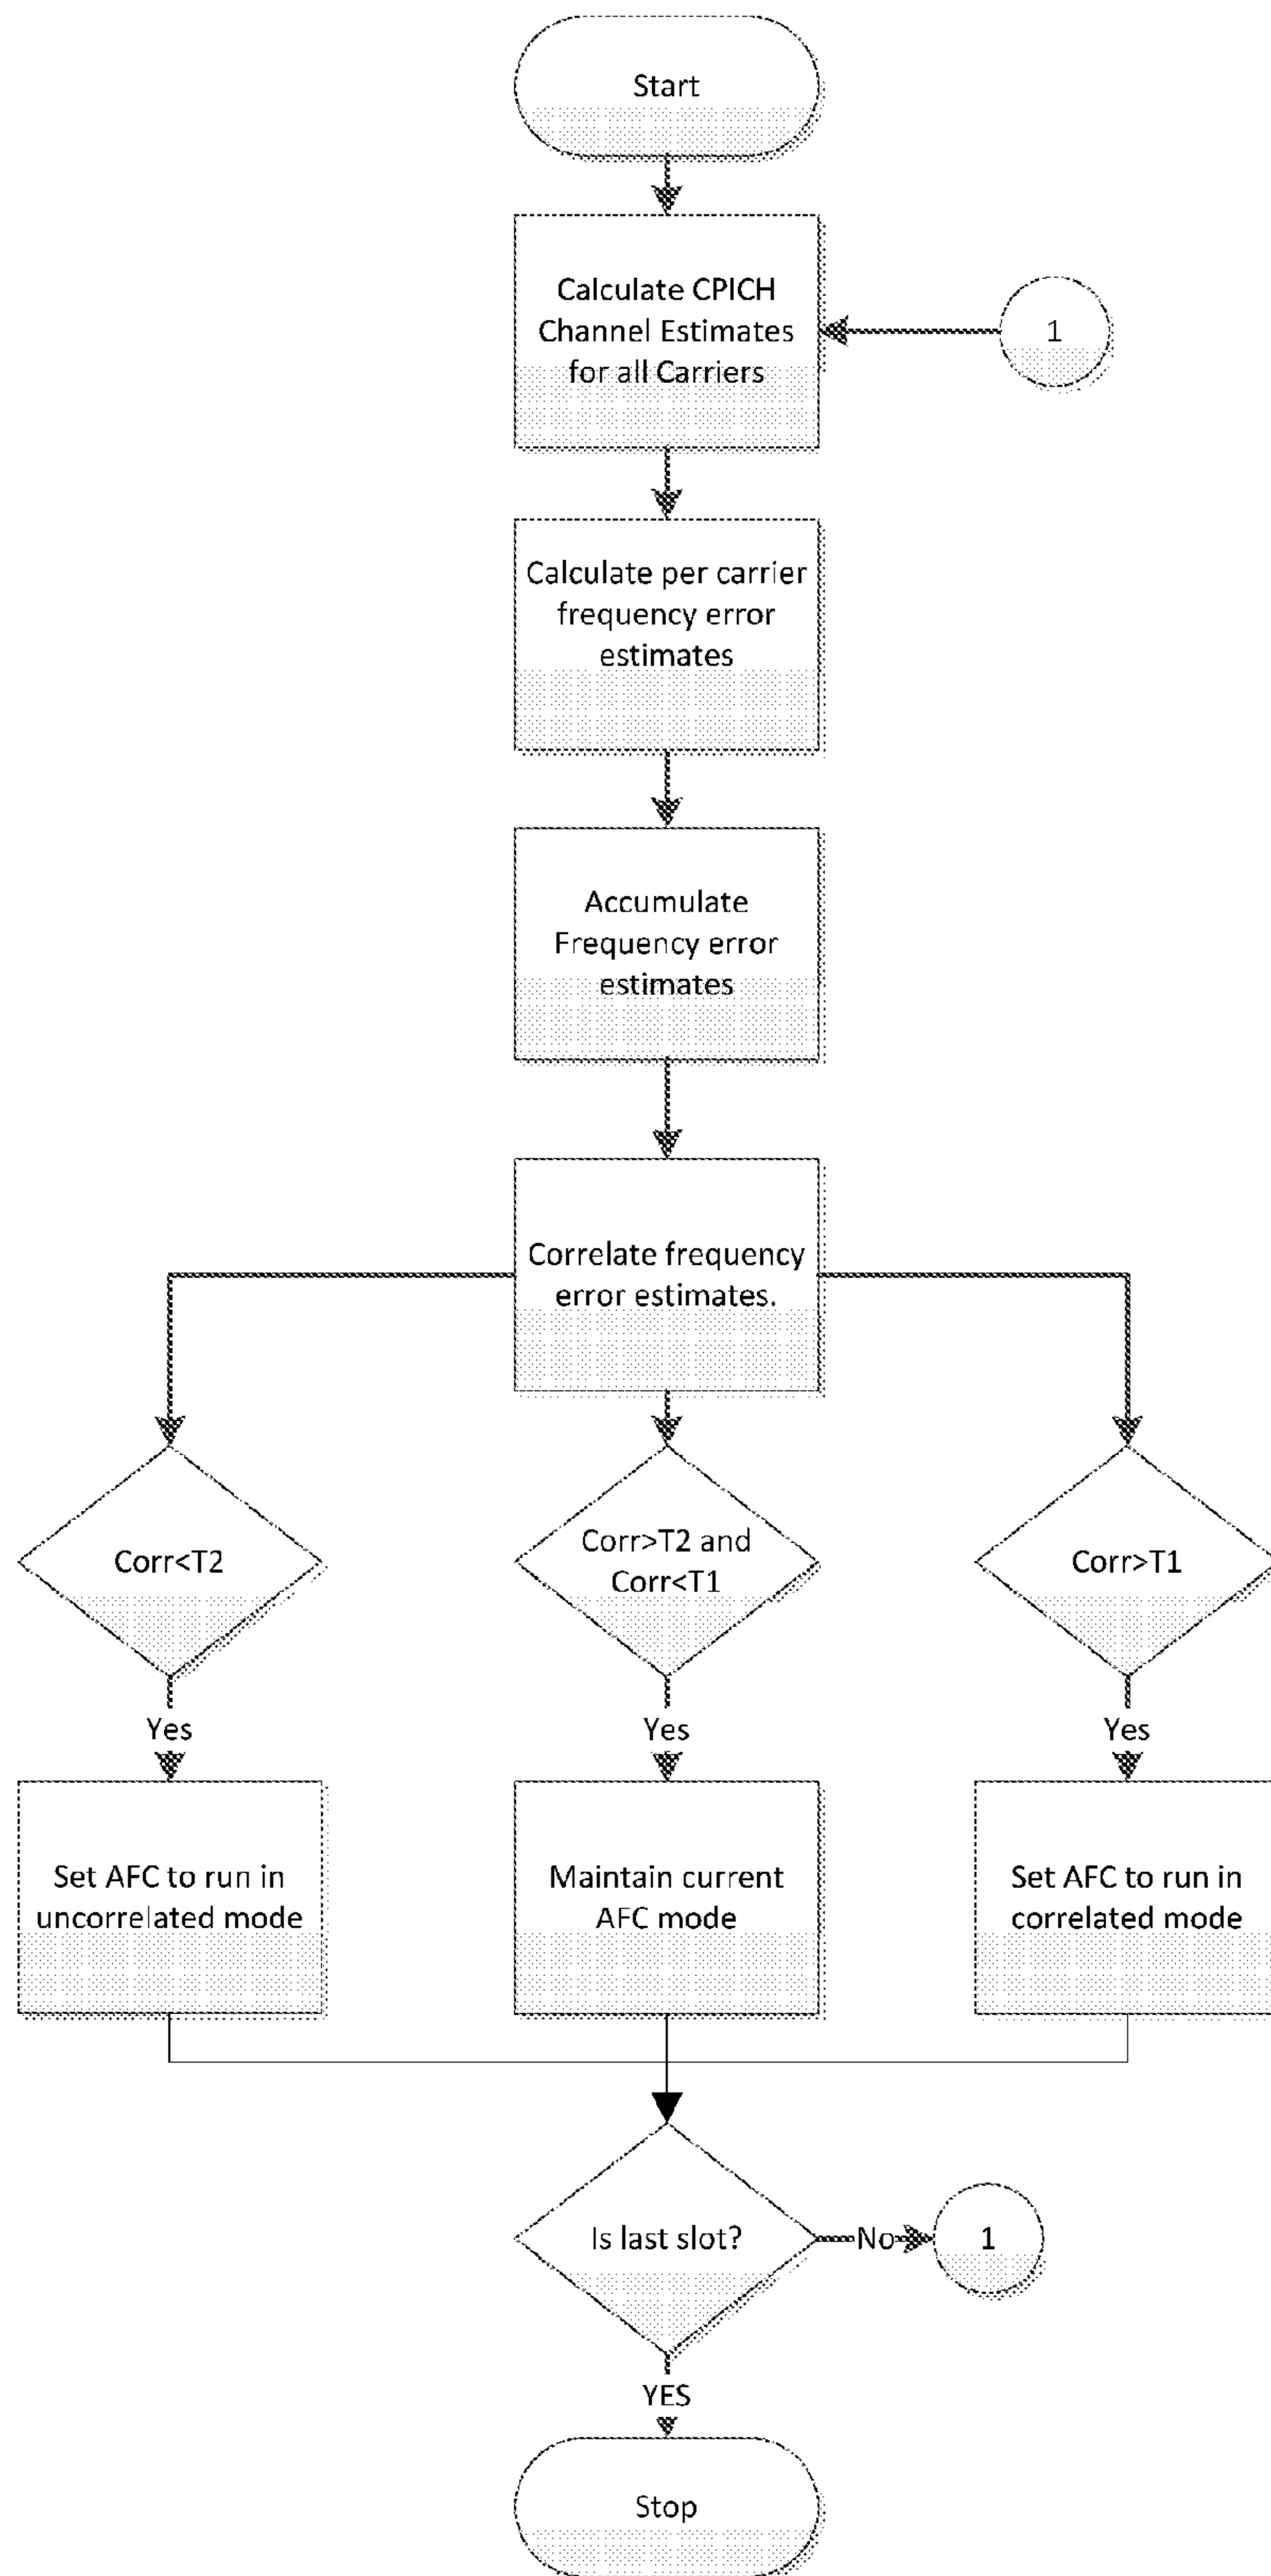 Start
Calculate CPICH
Channel Estimates
for all Carriers
1
Calculate per carrier
frequency error
estimates
Accumulate
Frequency error
estimates
Correlate frequency
error estimates.
Corr<T2
Corr>T2 and
Corr<T1
Corr>T1
Yes
Yes
Yes
Set AFC to run in
uncorrelated mode
Maintain current
AFC mode
Set AFC to run in
correlated mode
Is last slot?
No
1
YES
Stop